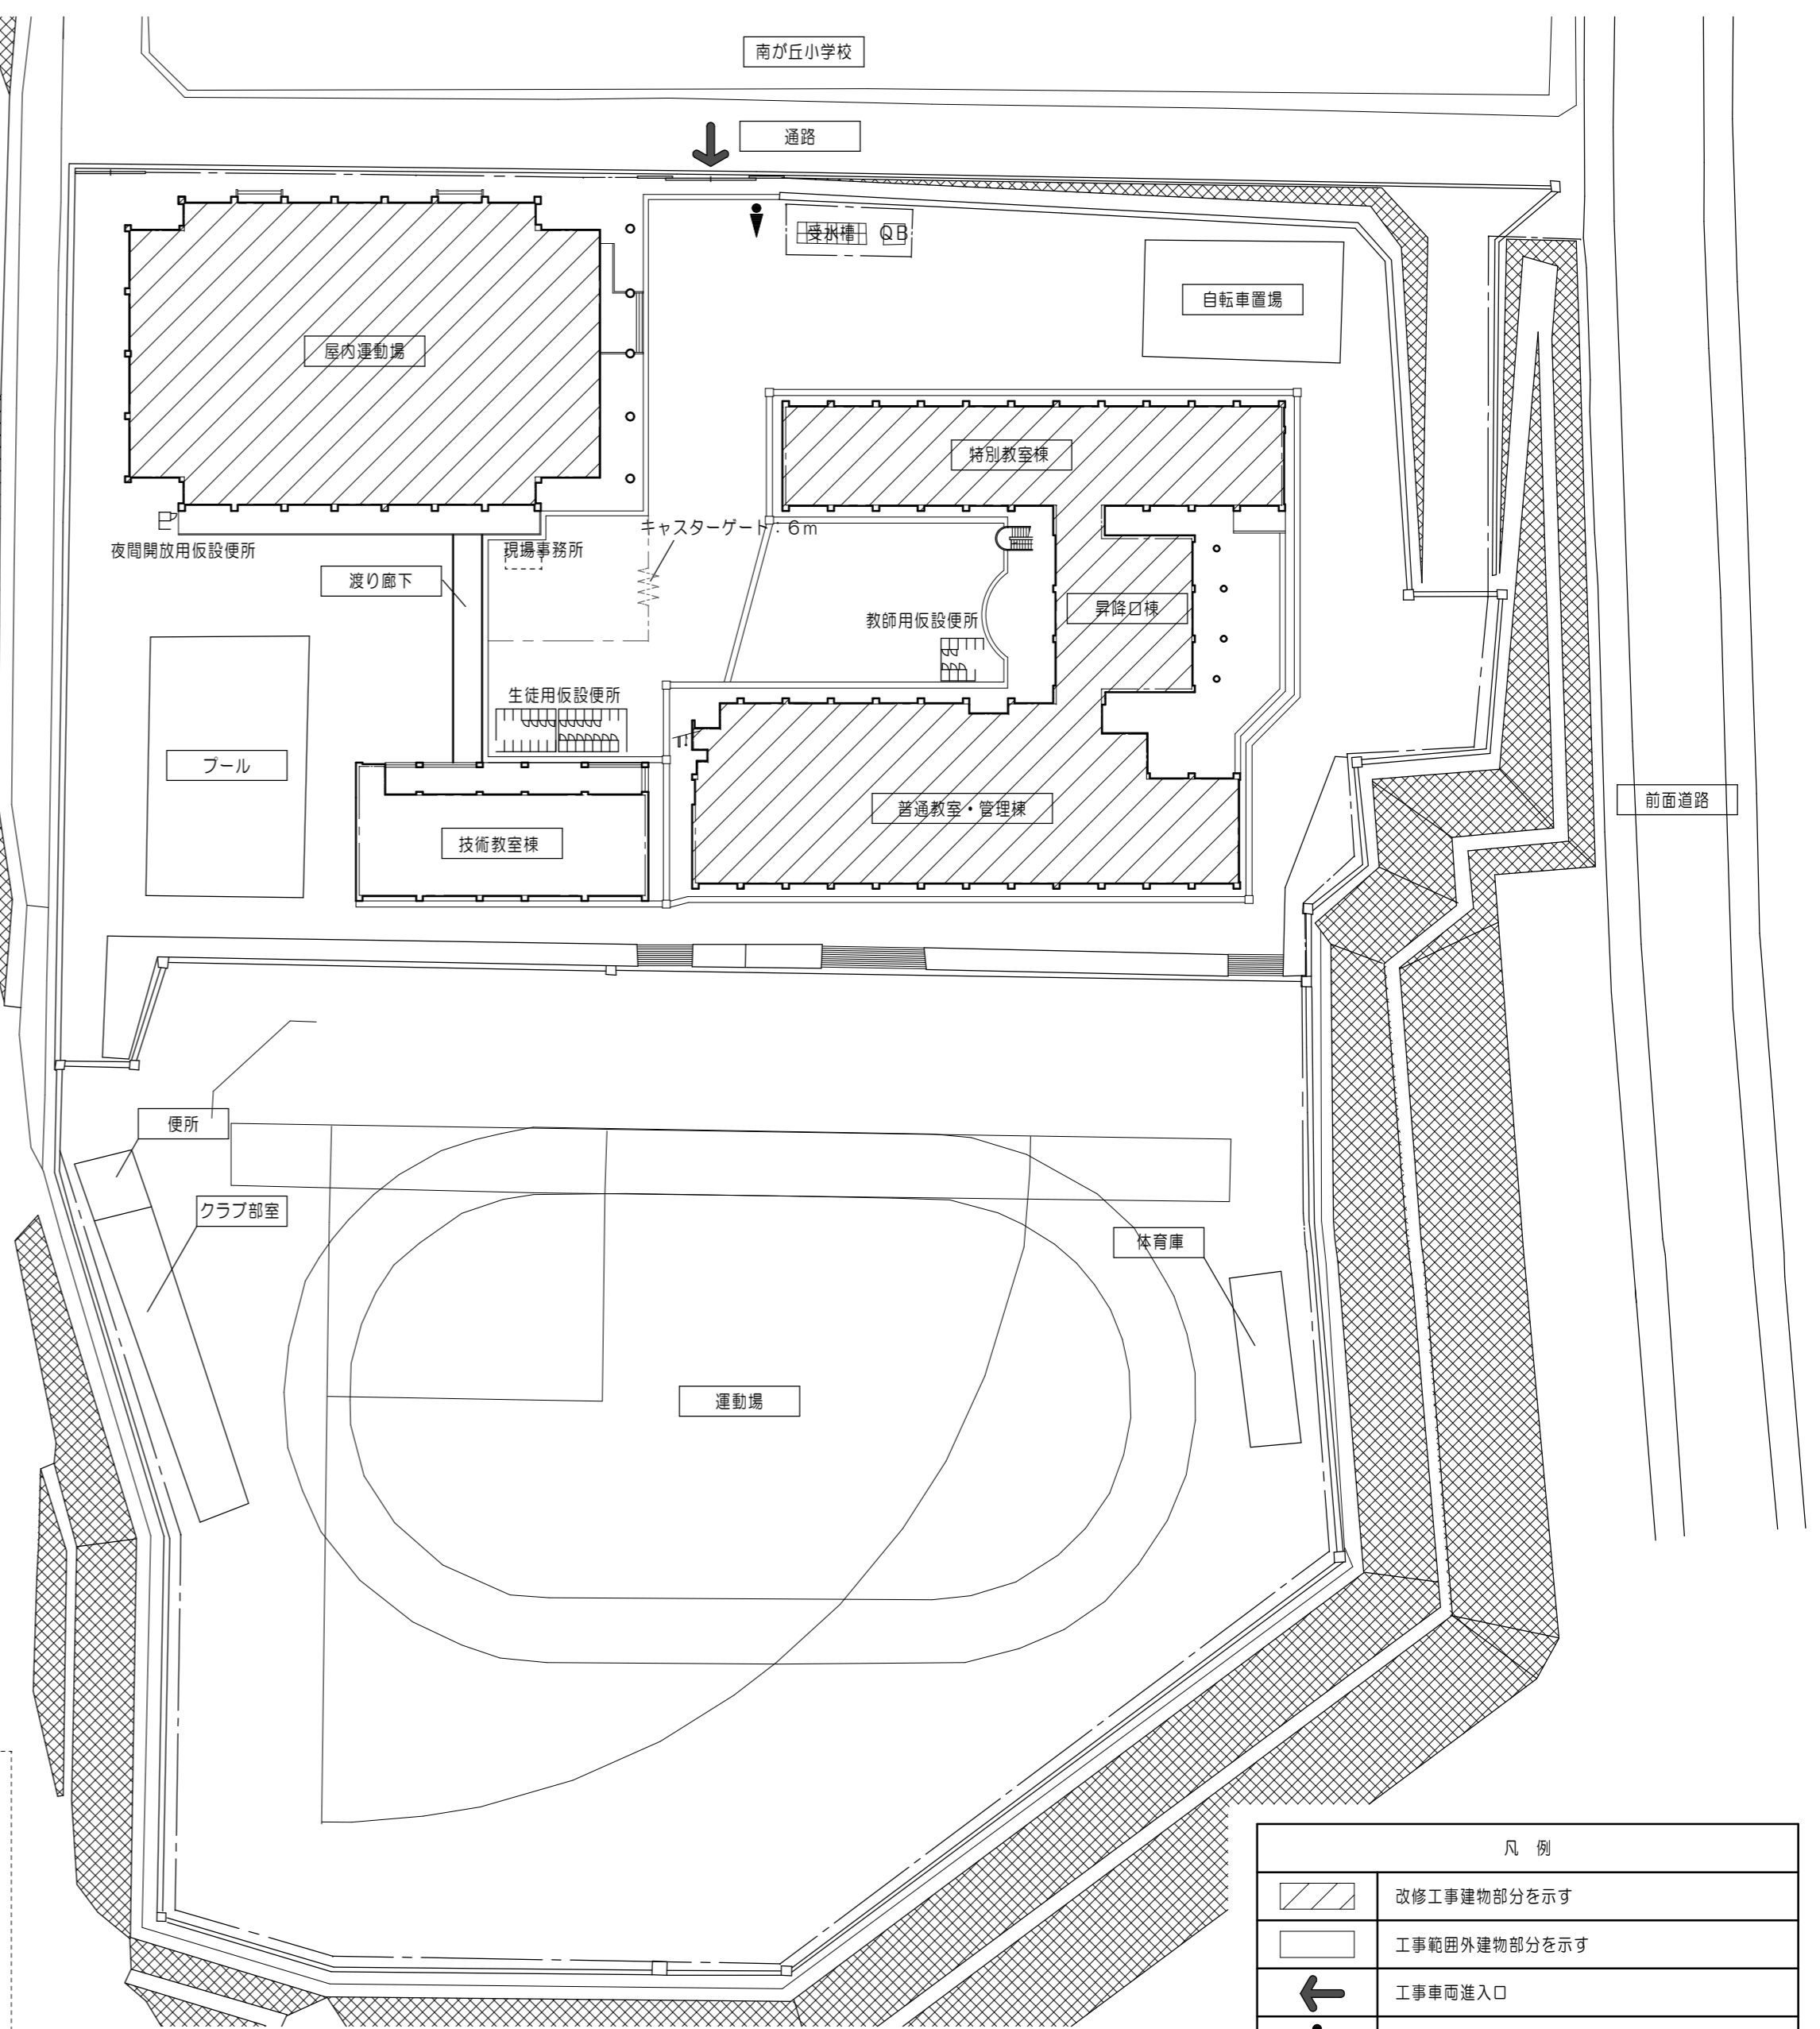 南が丘小学校
通路
受水槽 QB
自転車置場
屋内運動場
特別教室棟
キャスターゲート：6m
夜間開放用仮設便所
現場事務所
渡り廊下
昇降口棟
教師用仮設便所
生徒用仮設便所
プール
前面道路
普通教室・管理棟
技術教室棟
便所
クラブ部室
体育庫
運動場
凡 例
改修工事建物部分を示す
工事範囲外建物部分を示す
工事車両進入口